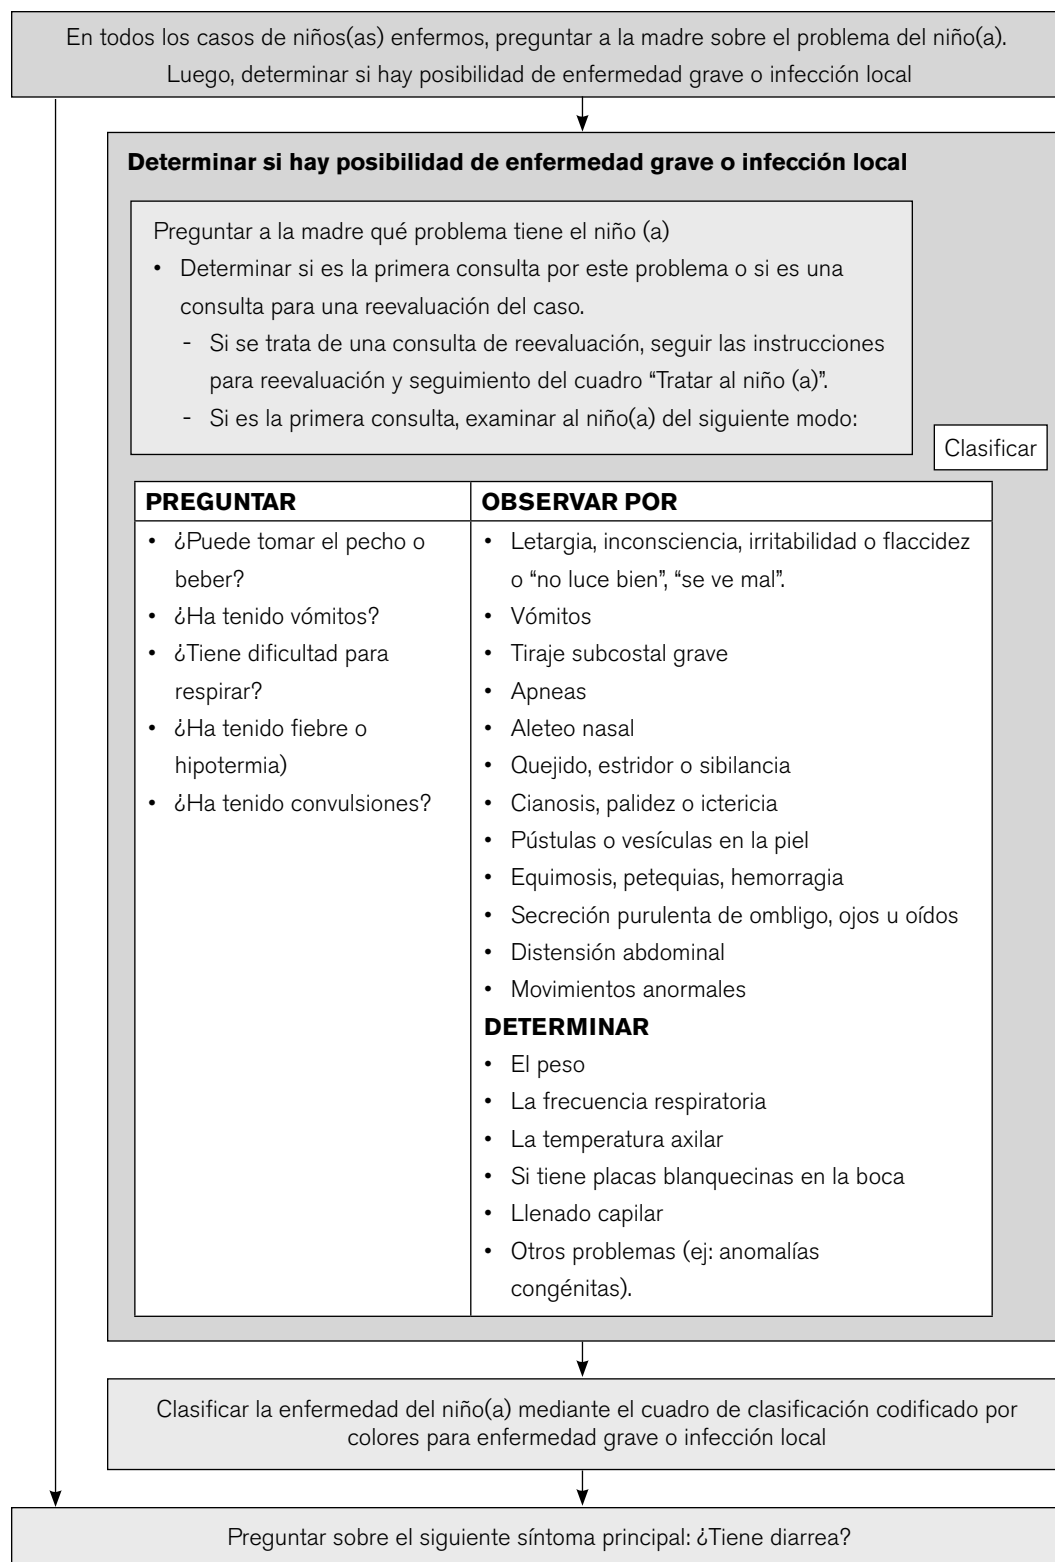 En todos los casos de niños(as) enfermos, preguntar a la madre sobre el problema del niño(a).
Luego, determinar si hay posibilidad de enfermedad grave o infección local
Determinar si hay posibilidad de enfermedad grave o infección local
Preguntar a la madre qué problema tiene el niño (a)
• Determinar si es la primera consulta por este problema o si es una
consulta para una reevaluación del caso.
- Si se trata de una consulta de reevaluación, seguir las instrucciones
para reevaluación y seguimiento del cuadro “Tratar al niño (a)”.
- Si es la primera consulta, examinar al niño(a) del siguiente modo:
Clasificar
PREGUNTAR
• ¿Puede tomar el pecho o
beber?
• ¿Ha tenido vómitos?
• ¿Tiene dificultad para
respirar?
• ¿Ha tenido fiebre o
hipotermia)
• ¿Ha tenido convulsiones?
OBSERVAR POR
• Letargia, inconsciencia, irritabilidad o flaccidez
o “no luce bien”, “se ve mal”.
• Vómitos
• Tiraje subcostal grave
• Apneas
• Aleteo nasal
• Quejido, estridor o sibilancia
• Cianosis, palidez o ictericia
• Pústulas o vesículas en la piel
• Equimosis, petequias, hemorragia
• Secreción purulenta de ombligo, ojos u oídos
• Distensión abdominal
• Movimientos anormales
DETERMINAR
• El peso
• La frecuencia respiratoria
• La temperatura axilar
• Si tiene placas blanquecinas en la boca
• Llenado capilar
• Otros problemas (ej: anomalías
congénitas).
Clasificar la enfermedad del niño(a) mediante el cuadro de clasificación codificado por
colores para enfermedad grave o infección local
Preguntar sobre el siguiente síntoma principal: ¿Tiene diarrea?